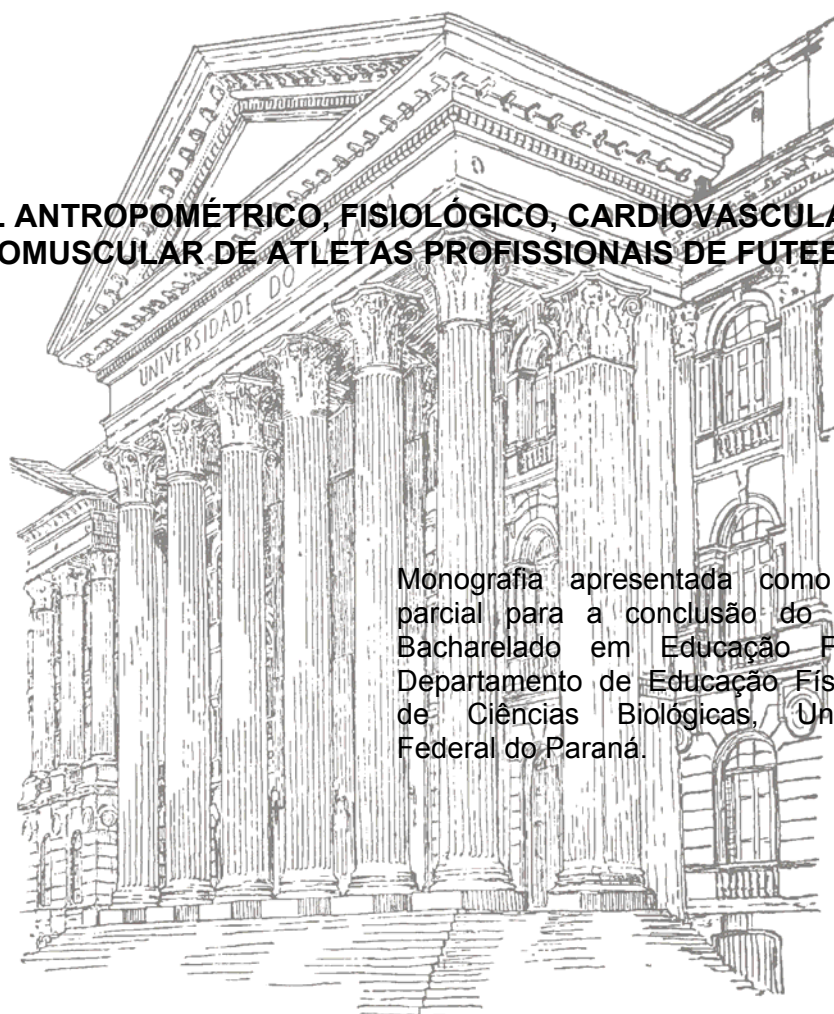 L ANTROPOMÉTRICO, FISIOLÓGICO, CARDIOVASCULA
OMUSCULAR DE ATLETAS PROFISSIONAIS DE FUTEB
UNIVERSIDADE DO
Monografia apresentada como
parcial para a conclusão do
Bacharelado em Educação F
Departamento de Educação Fís
de Ciências Biológicas, Un
Federal do Paraná.